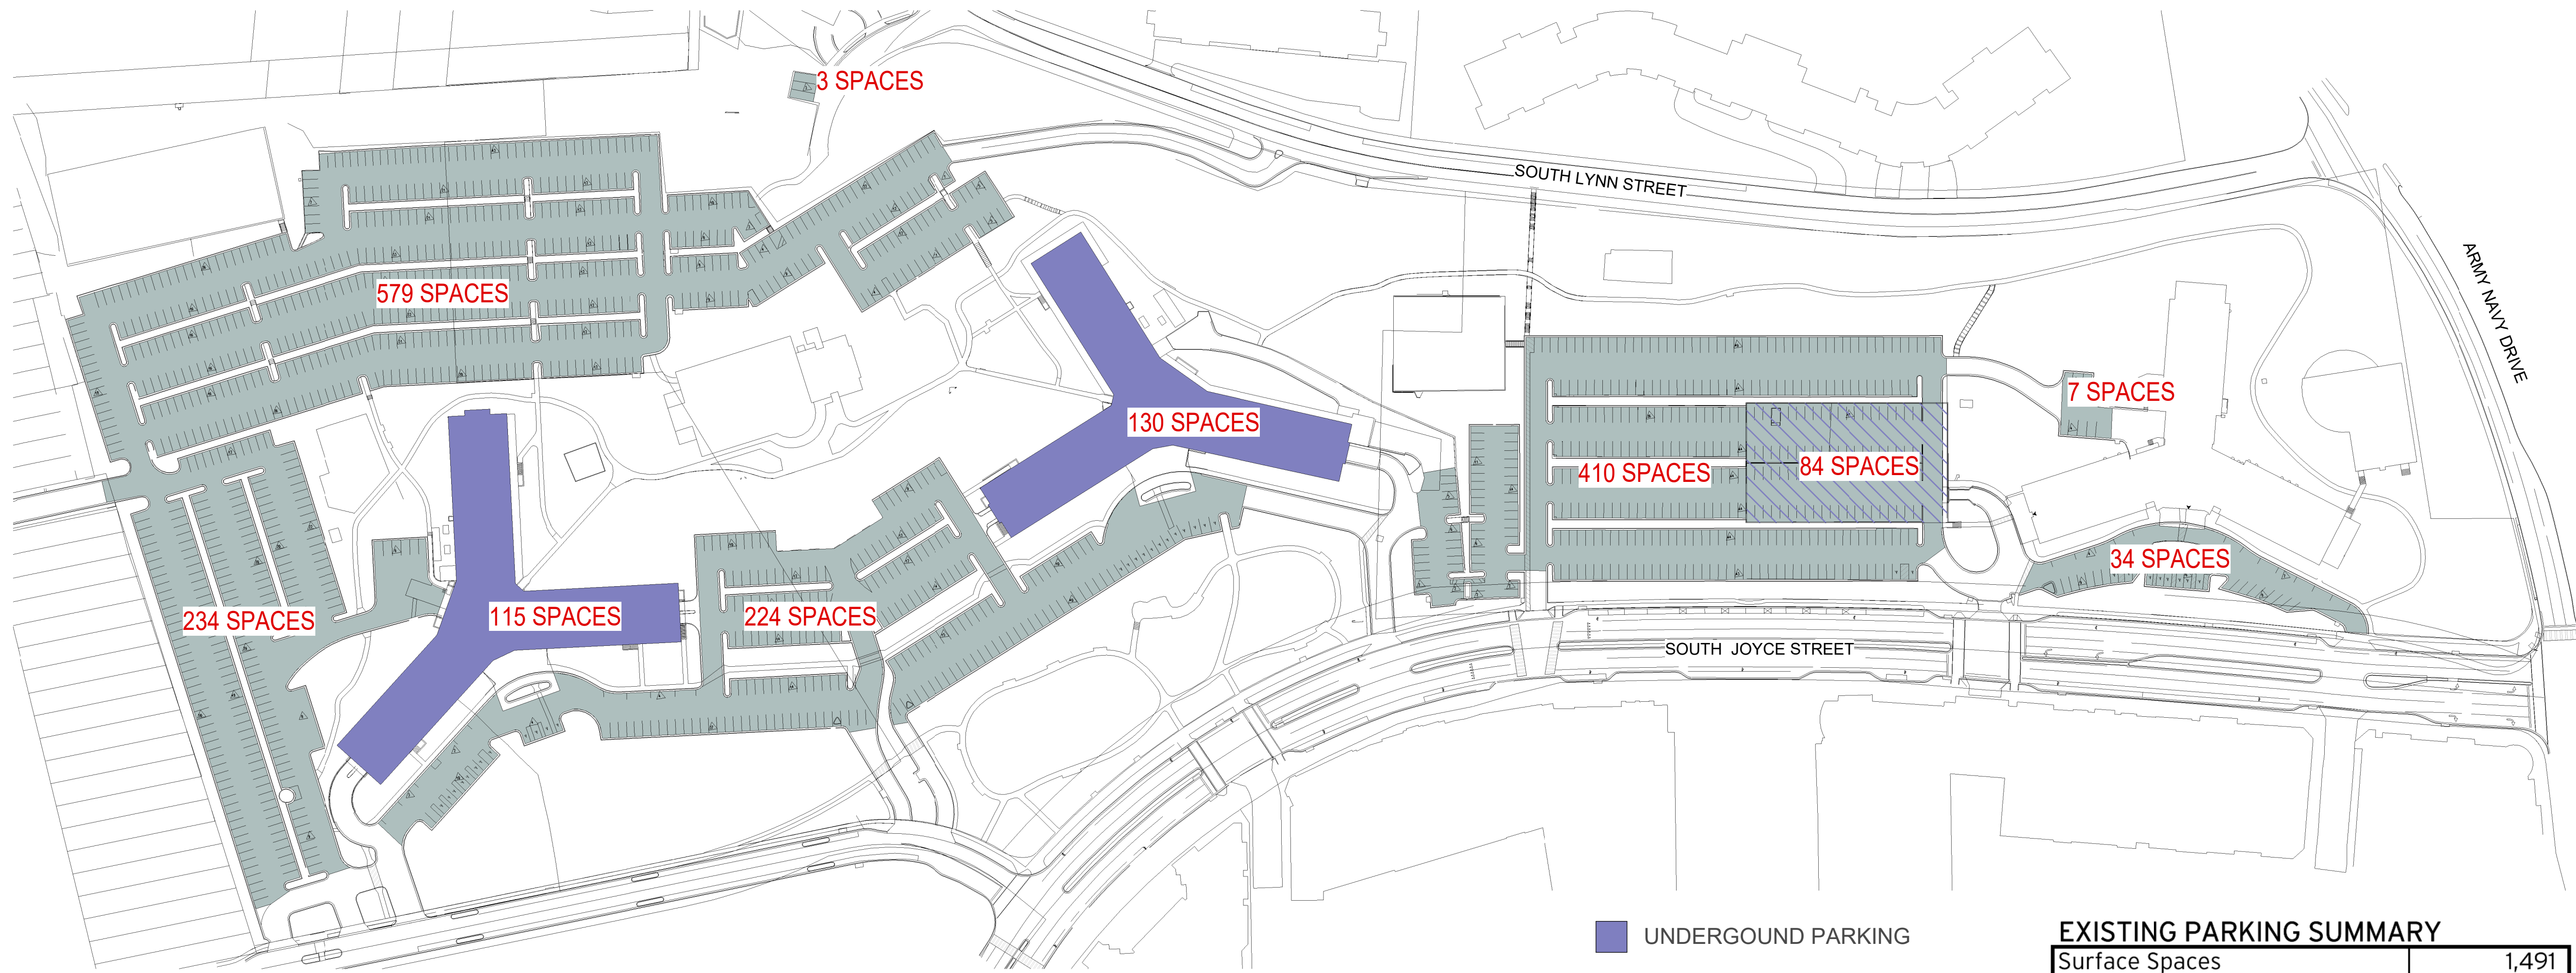 3 SPACES
SOUTH LYNN STREET
ARMY NAVY DRIVE
579 SPACES
7 SPACES
130 SPACES
410 SPACES
84 SPACES
34 SPACES
234 SPACES
115 SPACES
224 SPACES
SOUTH JOYCE STREET
UNDERGOUND PARKING
EXISTING PARKING SUMMARY
Surface Spaces 1,491